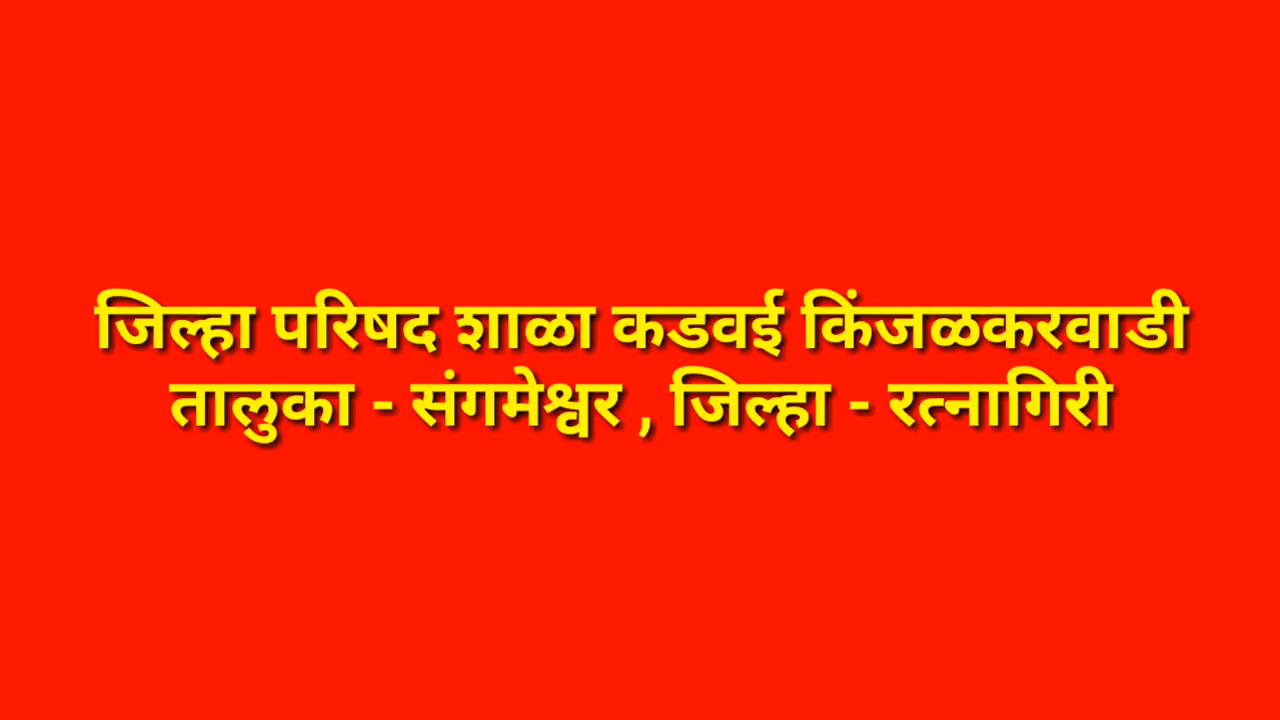 जिल्हा परिषद शाळा कडवई किंजळकरवाडी
तालुका - संगमेश्वर , जिल्हा - रत्नागिरी